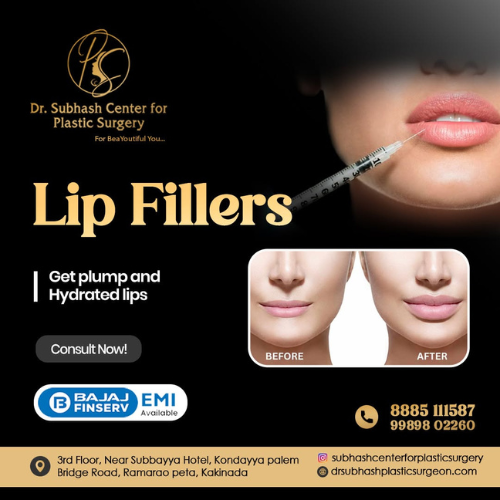 PS
Dr. Subhash Center for
Plastic Surgery
For BeaYoutiful You...
Lip Fillers
Get plump and
Hydrated lips
BEFORE
AFTER
Consult Now!
B BAJAJ FINSERV
EMI Available
8885 111587
99898 02260
3rd Floor, Near Subbayya Hotel, Kondayya palem
Bridge Road, Ramarao peta, Kakinada
subhashcenterforplasticsurgery
drsubhashplasticsurgeon.com